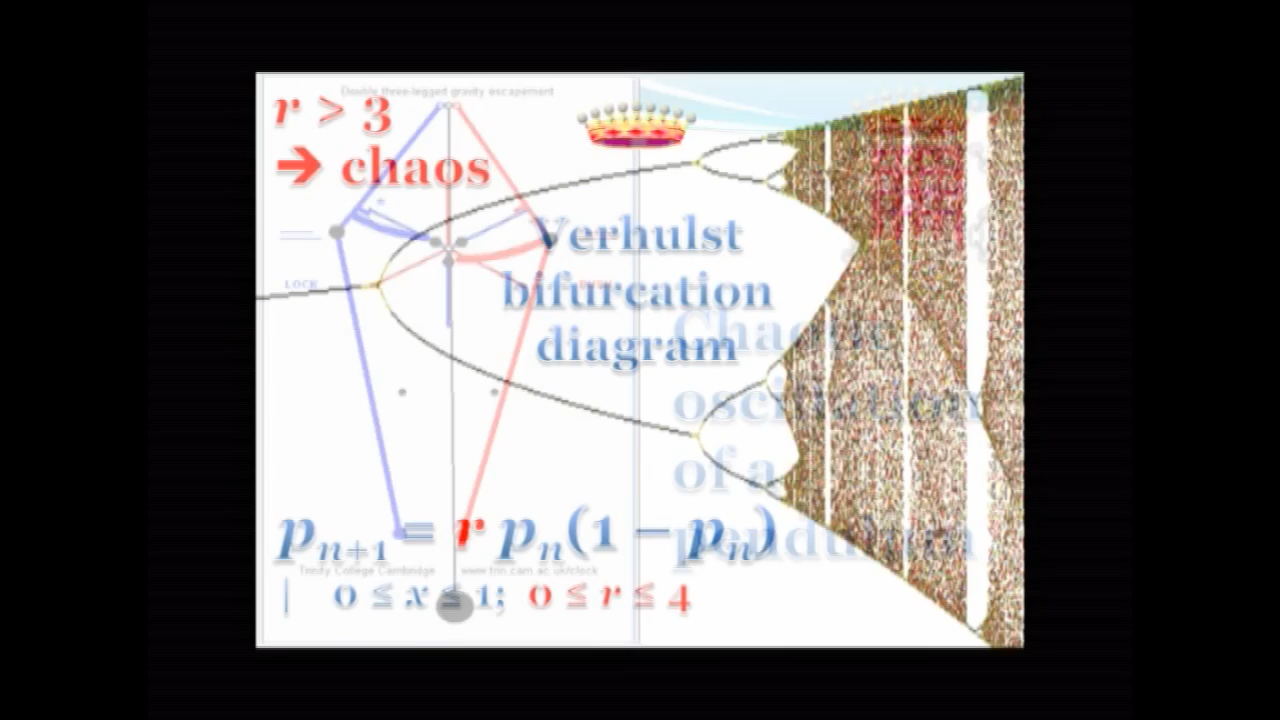 Double three-legged gravity escapement
r > 3
➔ chaos
Verhulst
bifurcation
diagram
LOCK
Chaotic
oscillation
of a
pendulum
pₙ₊₁ = r pₙ(1 – pₙ)
Trinity College Cambridge www.trin.cam.ac.uk/clock
| 0 ≤ x ≤ 1; 0 ≤ r ≤ 4